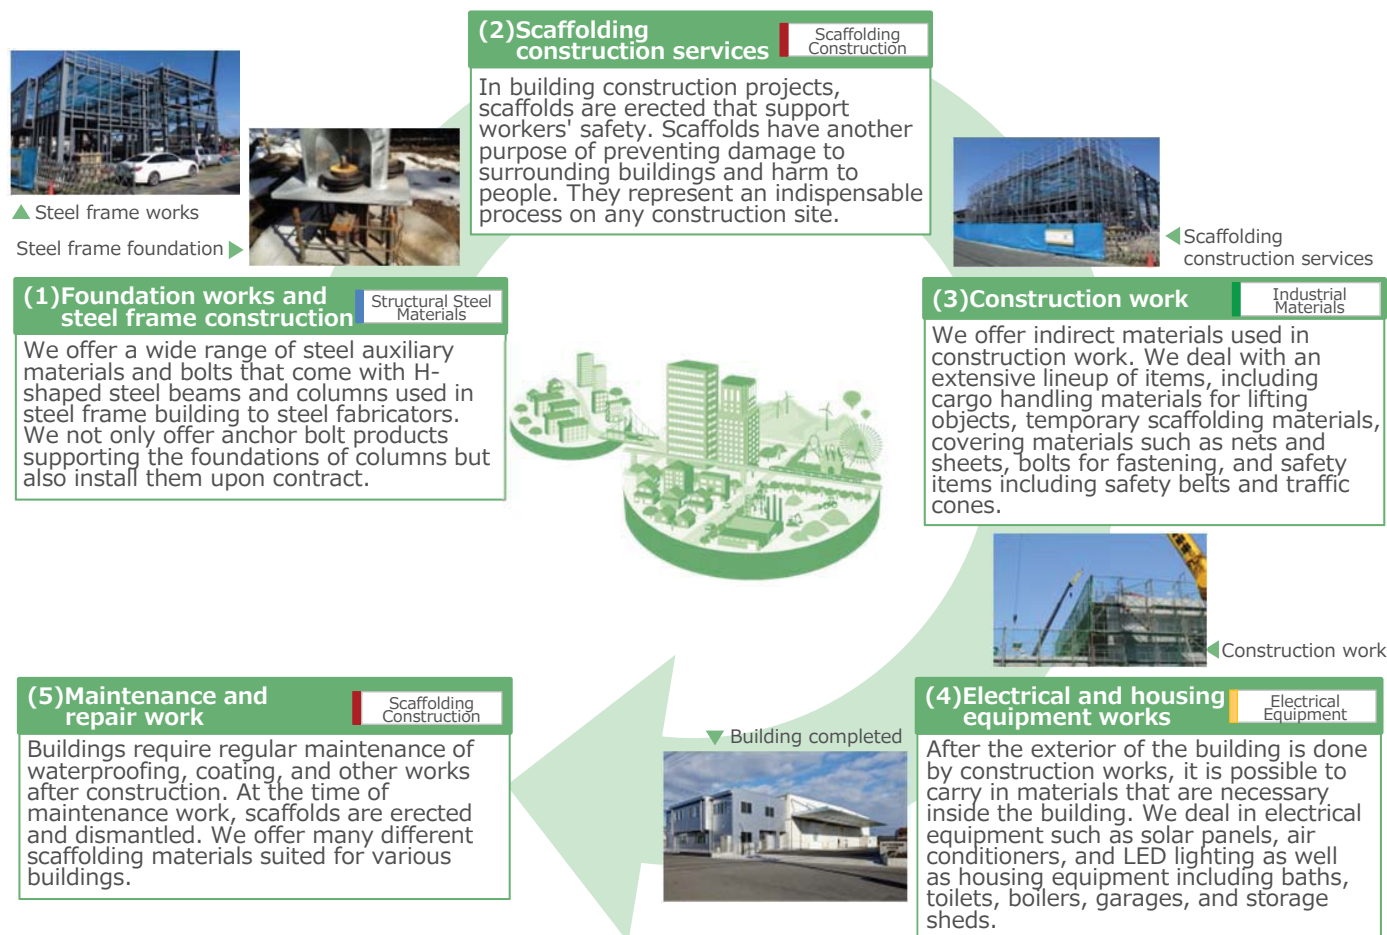 (1)Foundation works and
steel frame construction
Structural Steel
Materials
We offer a wide range of steel auxiliary
materials and bolts that come with H-
shaped steel beams and columns used in
steel frame building to steel fabricators.
We not only offer anchor bolt products
supporting the foundations of columns but
also install them upon contract.
▲ Steel frame works
Steel frame foundation ▶
(2)Scaffolding
construction services
Scaffolding
Construction
In building construction projects,
scaffolds are erected that support
workers' safety. Scaffolds have another
purpose of preventing damage to
surrounding buildings and harm to
people. They represent an indispensable
process on any construction site.
◀ Scaffolding
construction services
(3)Construction work
Industrial
Materials
We offer indirect materials used in
construction work. We deal with an
extensive lineup of items, including
cargo handling materials for lifting
objects, temporary scaffolding materials,
covering materials such as nets and
sheets, bolts for fastening, and safety
items including safety belts and traffic
cones.
◀ Construction work
(4)Electrical and housing
equipment works
Electrical
Equipment
After the exterior of the building is done
by construction works, it is possible to
carry in materials that are necessary
inside the building. We deal in electrical
equipment such as solar panels, air
conditioners, and LED lighting as well
as housing equipment including baths,
toilets, boilers, garages, and storage
sheds.
▼ Building completed
(5)Maintenance and
repair work
Scaffolding
Construction
Buildings require regular maintenance of
waterproofing, coating, and other works
after construction. At the time of
maintenance work, scaffolds are erected
and dismantled. We offer many different
scaffolding materials suited for various
buildings.